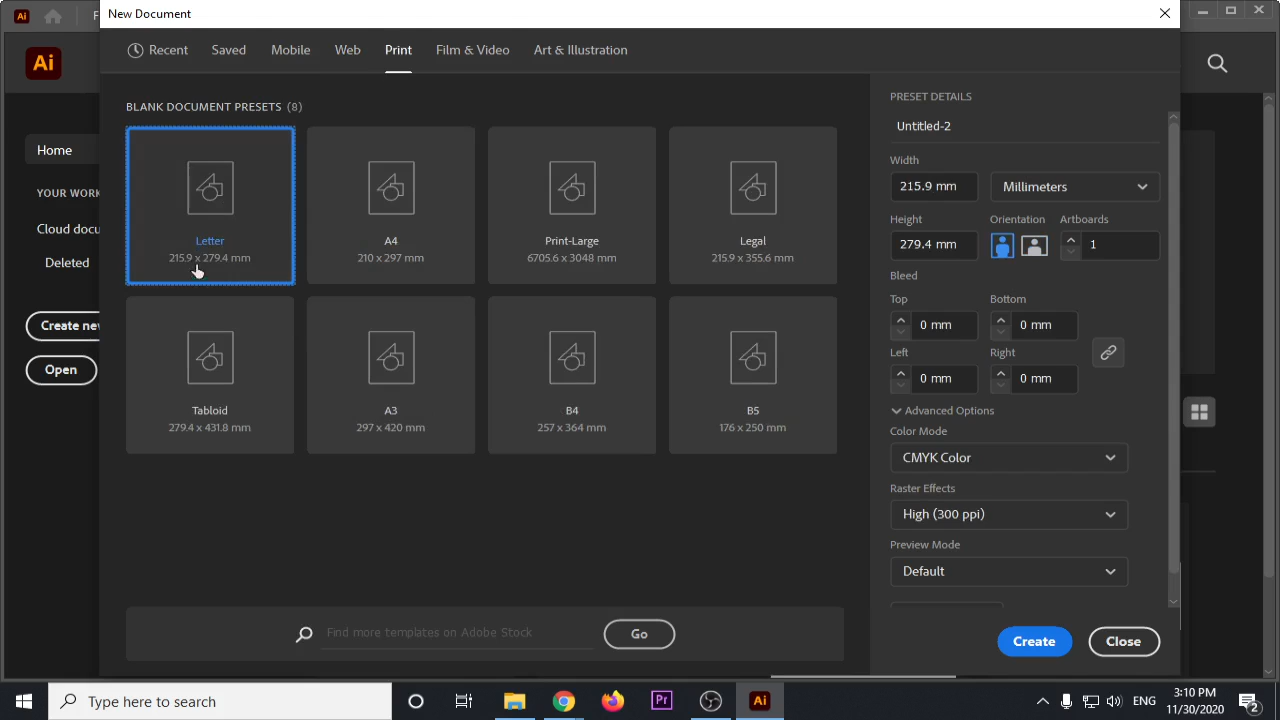 Ai
F
New Document
Ai
Recent
Saved
Mobile
Web
Print
Film & Video
Art & Illustration
Home
YOUR WORK
Cloud docu
Deleted
Create nev
Open
BLANK DOCUMENT PRESETS (8)
Letter
215.9 x 279.4 mm
A4
210 x 297 mm
Print-Large
6705.6 x 3048 mm
Legal
215.9 x 355.6 mm
Tabloid
279.4 x 431.8 mm
A3
297 x 420 mm
B4
257 x 364 mm
B5
176 x 250 mm
Find more templates on Adobe Stock
Go
PRESET DETAILS
Untitled-2
Width
215.9 mm
Millimeters
Height
Orientation
Artboards
279.4 mm
1
Bleed
Top
Bottom
0 mm
0 mm
Left
Right
0 mm
0 mm
Advanced Options
Color Mode
CMYK Color
Raster Effects
High (300 ppi)
Preview Mode
Default
Create
Close
Type here to search
Pr
Ai
ENG
3:10 PM
11/30/2020
2